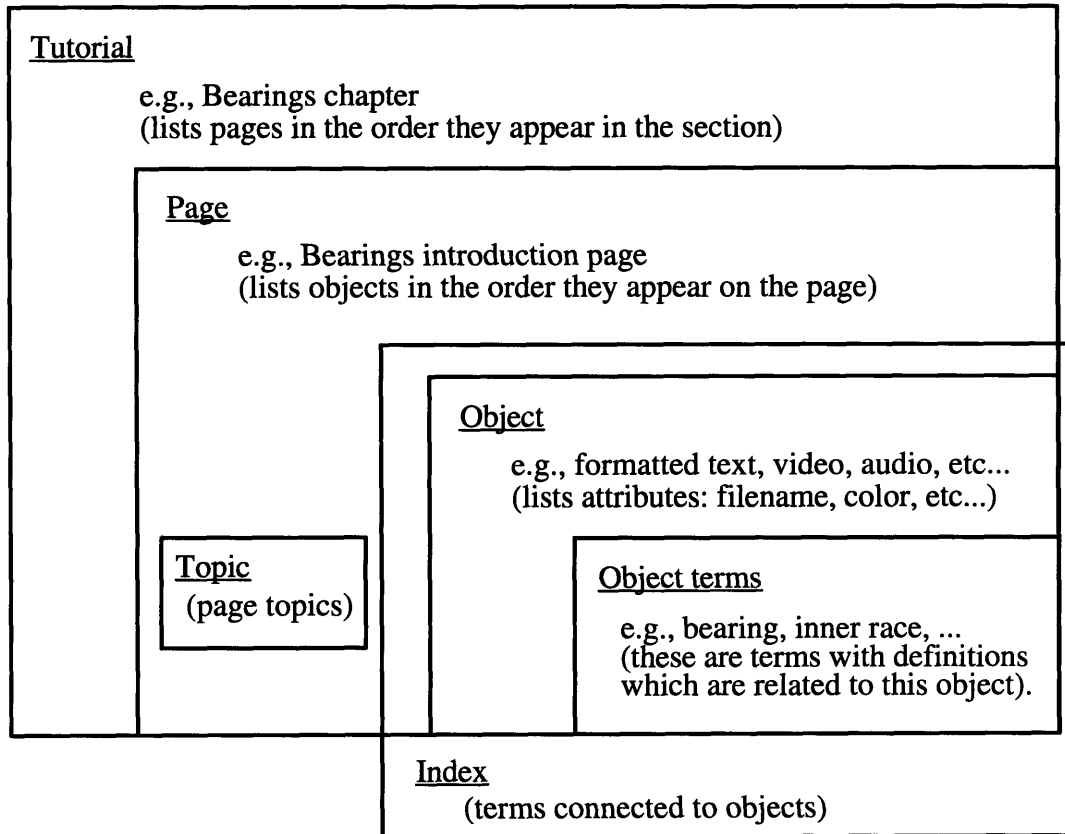 Tutorial
e.g., Bearings chapter
(lists pages in the order they appear in the section)
Page
e.g., Bearings introduction page
(lists objects in the order they appear on the page)
Object
e.g., formatted text, video, audio, etc...
(lists attributes: filename, color, etc...)
Topic
(page topics)
Object terms
e.g., bearing, inner race, ...
(these are terms with definitions
which are related to this object).
Index
(terms connected to objects)